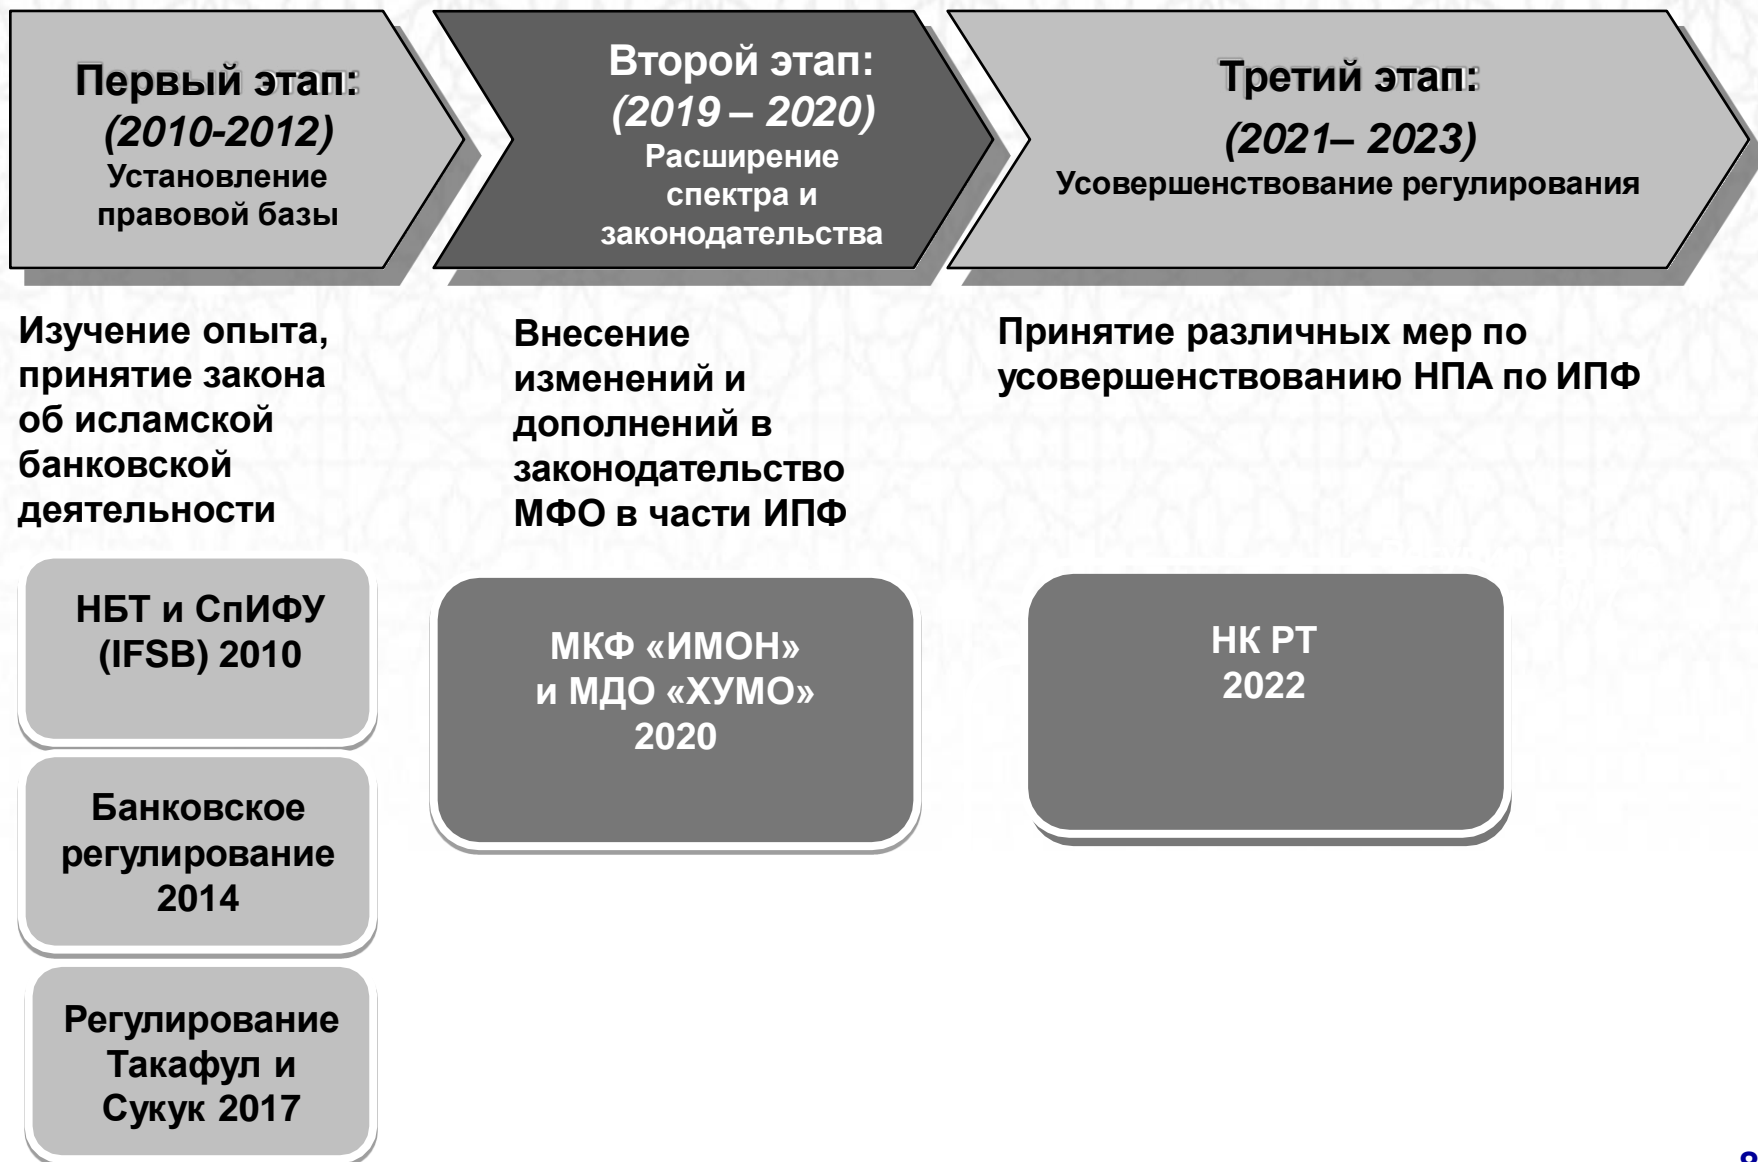 Первый этап:
(2010-2012)
Установление
правовой базы
Второй этап:
(2019 – 2020)
Расширение
спектра и
законодательства
Третий этап:
(2021– 2023)
Усовершенствование регулирования
Изучение опыта,
принятие закона
об исламской
банковской
деятельности
Внесение
изменений и
дополнений в
законодательство
МФО в части ИПФ
Принятие различных мер по
усовершенствованию НПА по ИПФ
НБТ и СпИФУ
(IFSB) 2010
Банковское
регулирование
2014
Регулирование
Такафул и
Сукук 2017
МКФ «ИМОН»
и МДО «ХУМО»
2020
НК РТ
2022
8